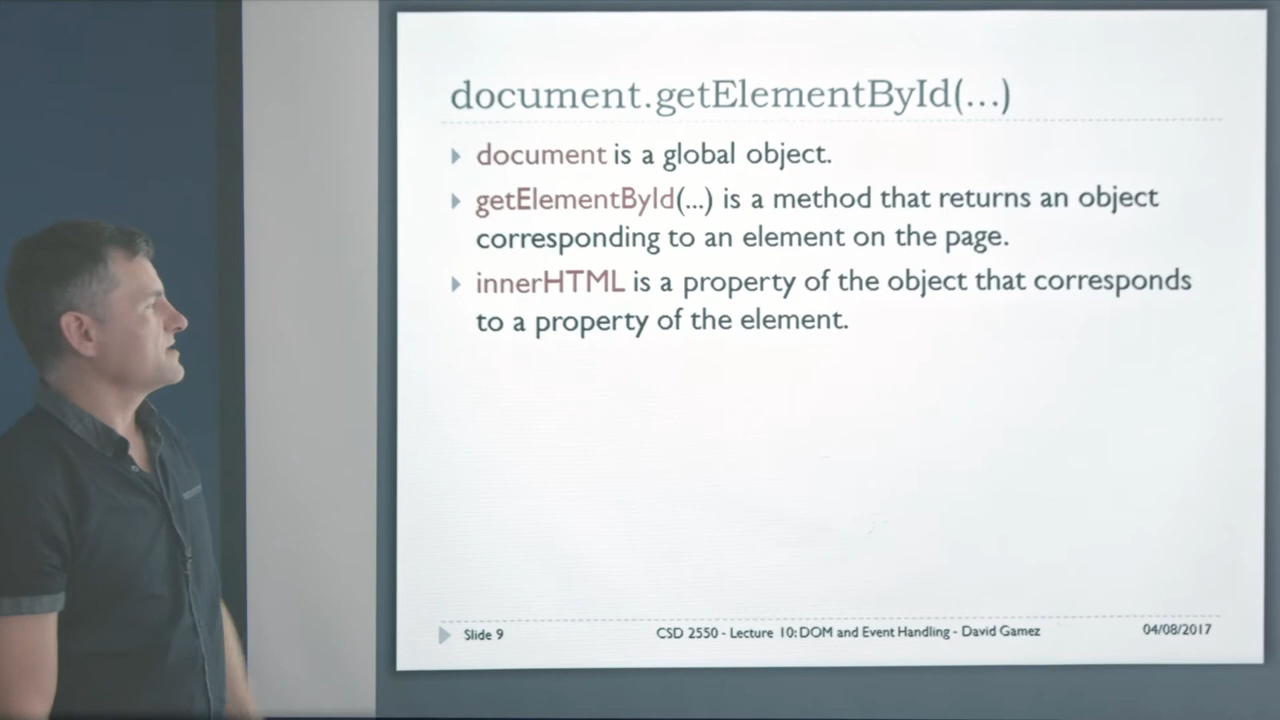 document.getElementById(...)
document is a global object.
getElementById(...) is a method that returns an object
corresponding to an element on the page.
innerHTML is a property of the object that corresponds
to a property of the element.
Slide 9
CSD 2550 - Lecture 10: DOM and Event Handling - David Gamez
04/08/2017